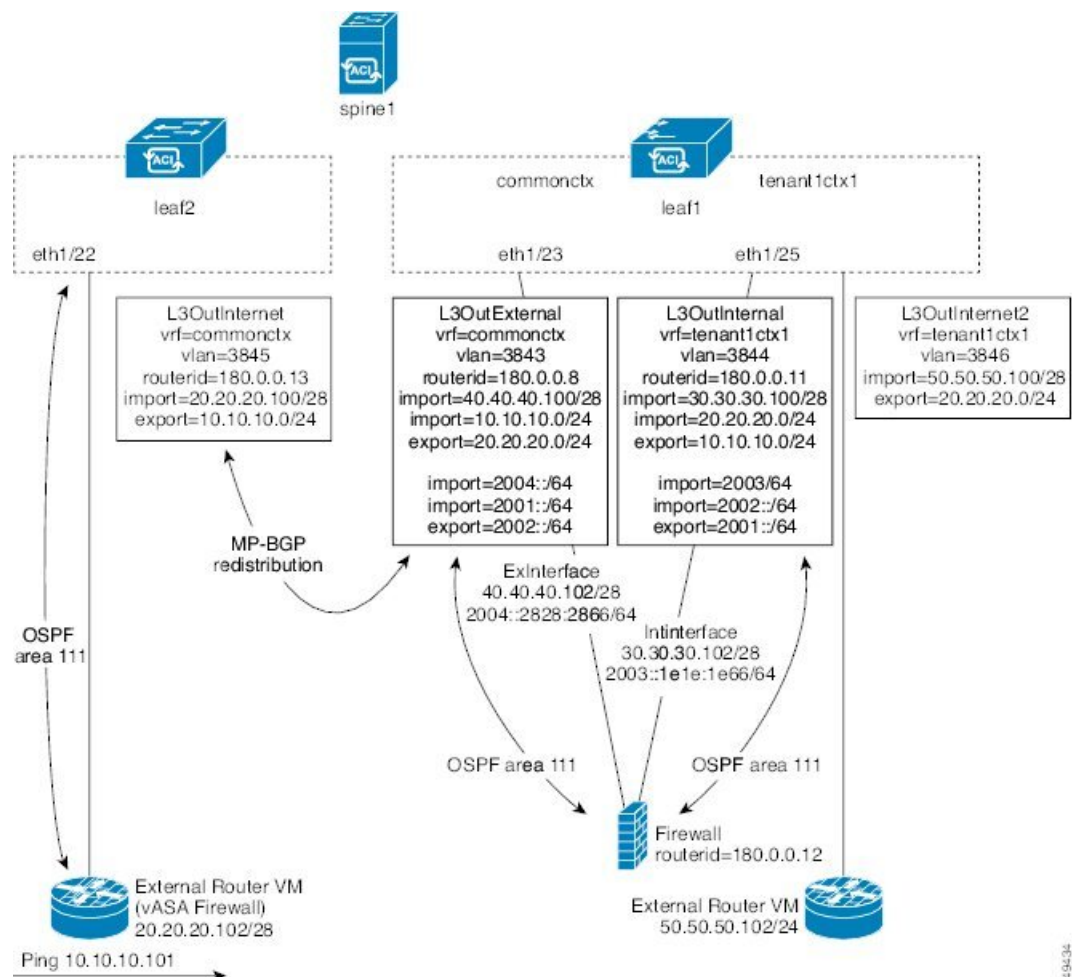 ACI
spine1
ACI
leaf2
eth1/22
commonctx
ACI
tenant1ctx1
leaf1
eth1/23
eth1/25
L3OutInternet
vrf=commonctx
vlan=3845
routerid=180.0.0.13
import=20.20.20.100/28
export=10.10.10.0/24
L3OutExternal
vrf=commonctx
vlan=3843
routerid=180.0.0.8
import=40.40.40.100/28
import=10.10.10.0/24
export=20.20.20.0/24
import=2004::/64
import=2001::/64
export=2002::/64
L3OutInternal
vrf=tenant1ctx1
vlan=3844
routerid=180.0.0.11
import=30.30.30.100/28
import=20.20.20.0/24
export=10.10.10.0/24
import=2003/64
import=2002::/64
export=2001::/64
L3OutInternet2
vrf=tenant1ctx1
vlan=3846
import=50.50.50.100/28
export=20.20.20.0/24
MP-BGP
redistribution
ExInterface
40.40.40.102/28
2004::2828:2866/64
OSPF
area 111
Intinterface
30.30.30.102/28
2003::1e1e:1e66/64
OSPF area 111
OSPF area 111
Firewall
routerid=180.0.0.12
External Router VM
(vASA Firewall)
20.20.20.102/28
External Router VM
50.50.50.102/24
Ping 10.10.10.101